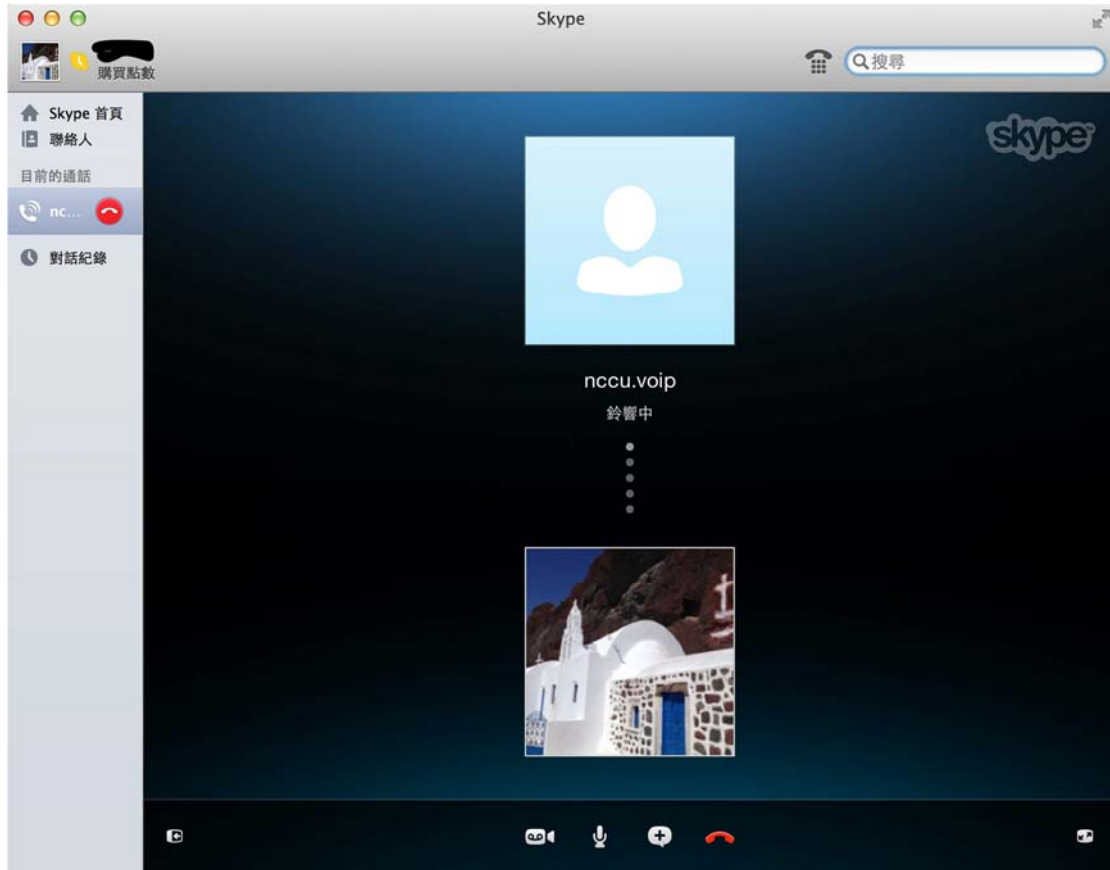 Skype
購買點數
搜尋
Skype 首頁
聯絡人
目前的通話
nc...
對話紀錄
skype
nccu.voip
鈴響中